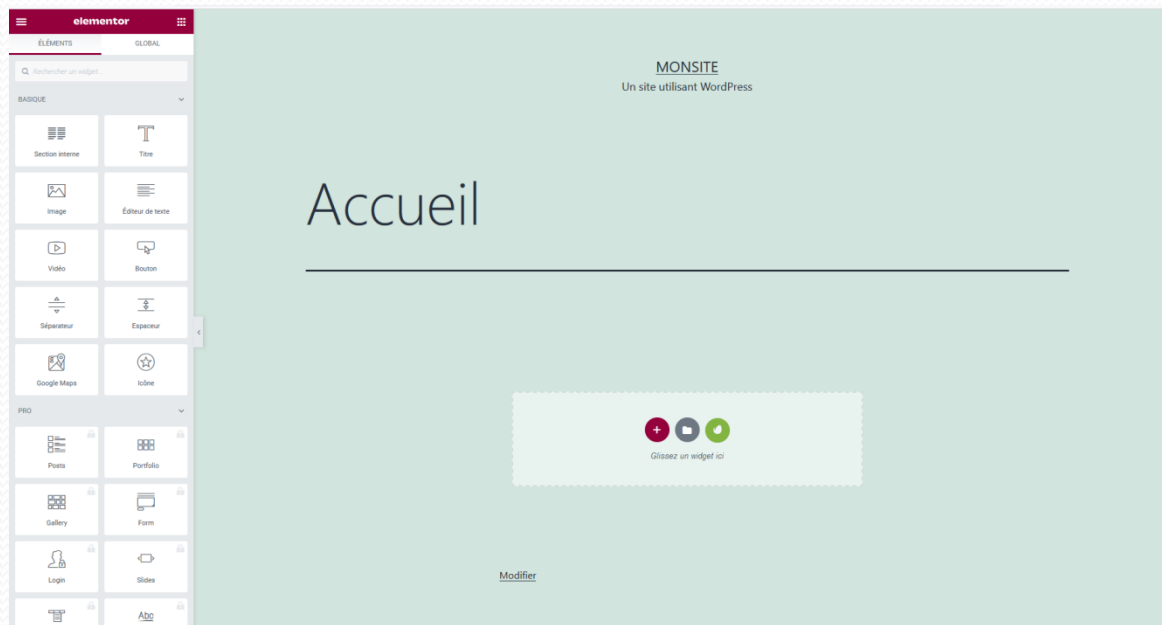 elementor
ÉLÉMENTS
GLOBAL
Rechercher un widget...
BASIQUE
Section interne
Titre
Image
Éditeur de texte
Vidéo
Bouton
Séparateur
Espaceur
Google Maps
Icône
PRO
Posts
Portfolio
Gallery
Form
Login
Slides
Abc
MONSITE
Un site utilisant WordPress
Accueil
Glissez un widget ici
Modifier